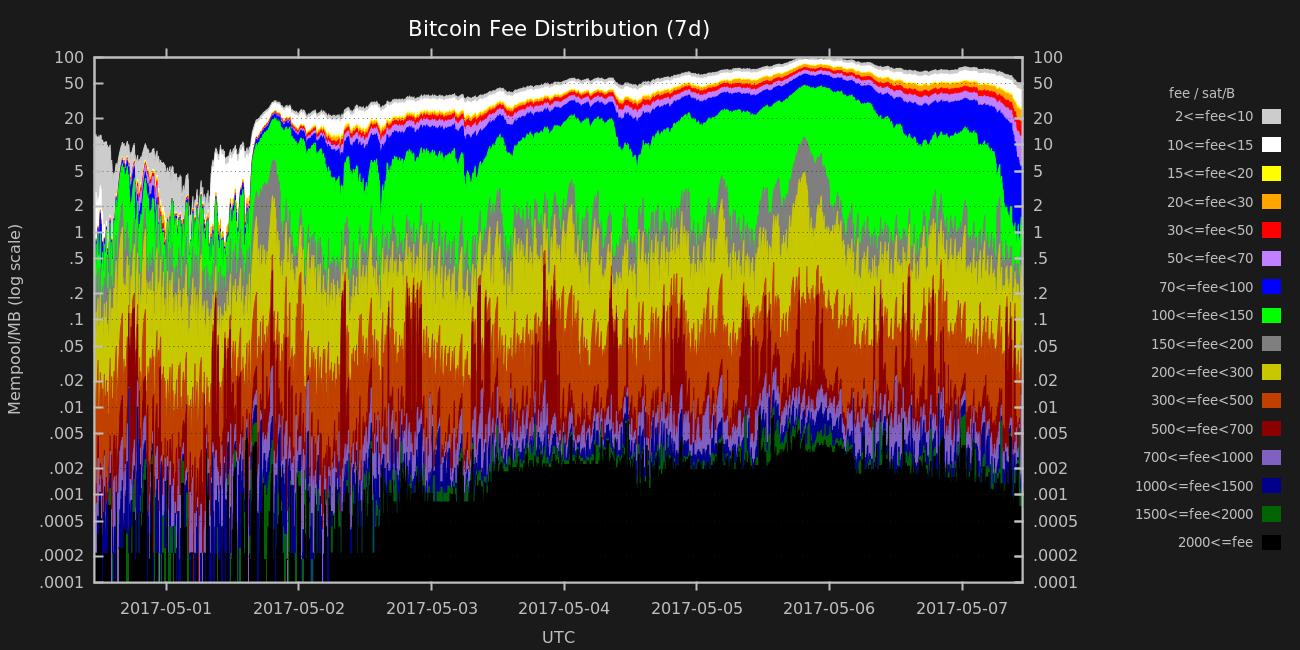 Bitcoin Fee Distribution (7d)
Mempool/MB (log scale)
100
50
20
10
5
2
1
.5
.2
.1
.05
.02
.01
.005
.002
.001
.0005
.0002
.0001
100
50
20
10
5
2
1
.5
.2
.1
.05
.02
.01
.005
.002
.001
.0005
.0002
.0001
2017-05-01 2017-05-02 2017-05-03 2017-05-04 2017-05-05 2017-05-06 2017-05-07
UTC
fee / sat/B
2<=fee<10
10<=fee<15
15<=fee<20
20<=fee<30
30<=fee<50
50<=fee<70
70<=fee<100
100<=fee<150
150<=fee<200
200<=fee<300
300<=fee<500
500<=fee<700
700<=fee<1000
1000<=fee<1500
1500<=fee<2000
2000<=fee